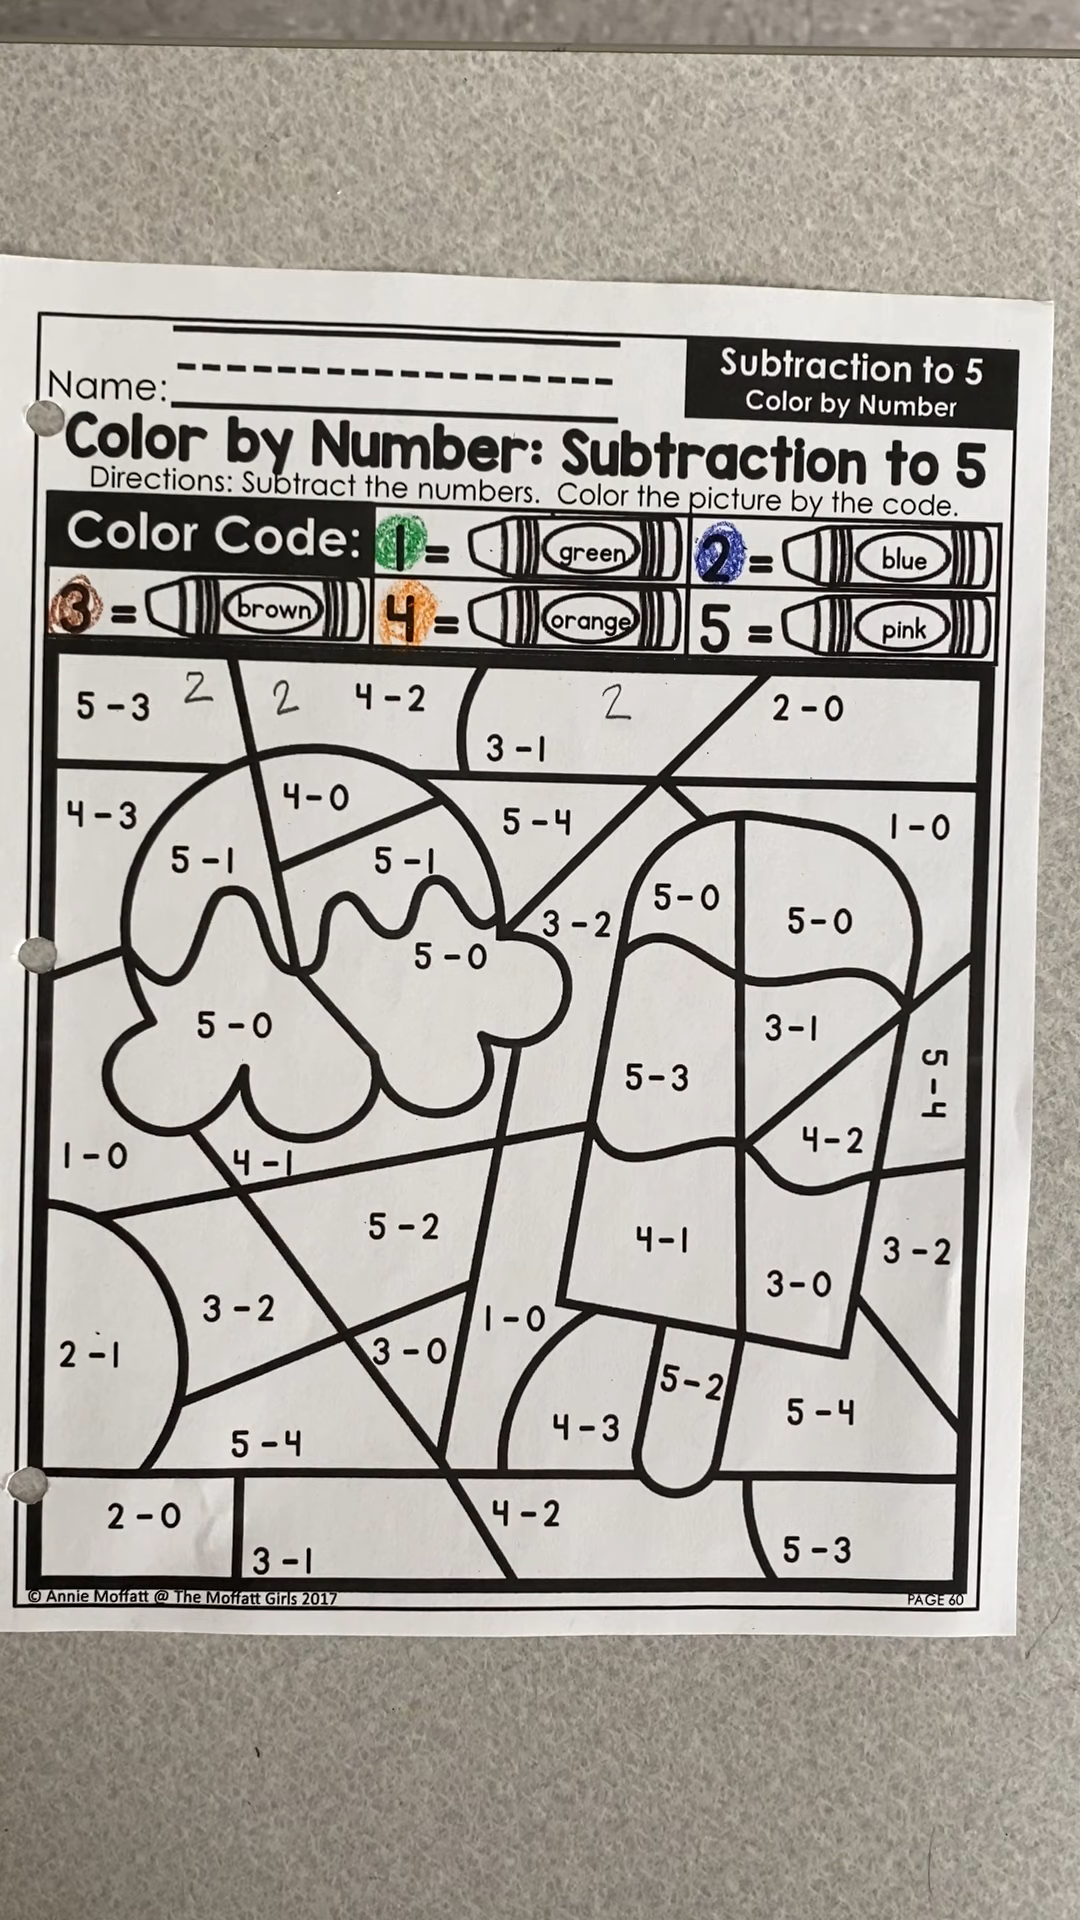 Subtraction to 5
Color by Number
Name:
Color by Number: Subtraction to 5
Directions: Subtract the numbers. Color the picture by the code.
Color Code: 1 = green 2 = blue
3 = brown 4 = orange 5 = pink
5 - 3 2 2 4 - 2 2 2 - 0
3 - 1
4 - 3 4 - 0 5 - 4 1 - 0
5 - 1 5 - 1
5 - 0 5 - 0
3 - 2
5 - 0
5 - 0 3 - 1
5 - 3 5 - 4
1 - 0 4 - 1 4 - 2
5 - 2 4 - 1 3 - 2
3 - 2 1 - 0 3 - 0
2 - 1 3 - 0 5 - 2
5 - 4 4 - 3 5 - 4
2 - 0 4 - 2
3 - 1 5 - 3
© Annie Moffatt @ The Moffatt Girls 2017 PAGE 60